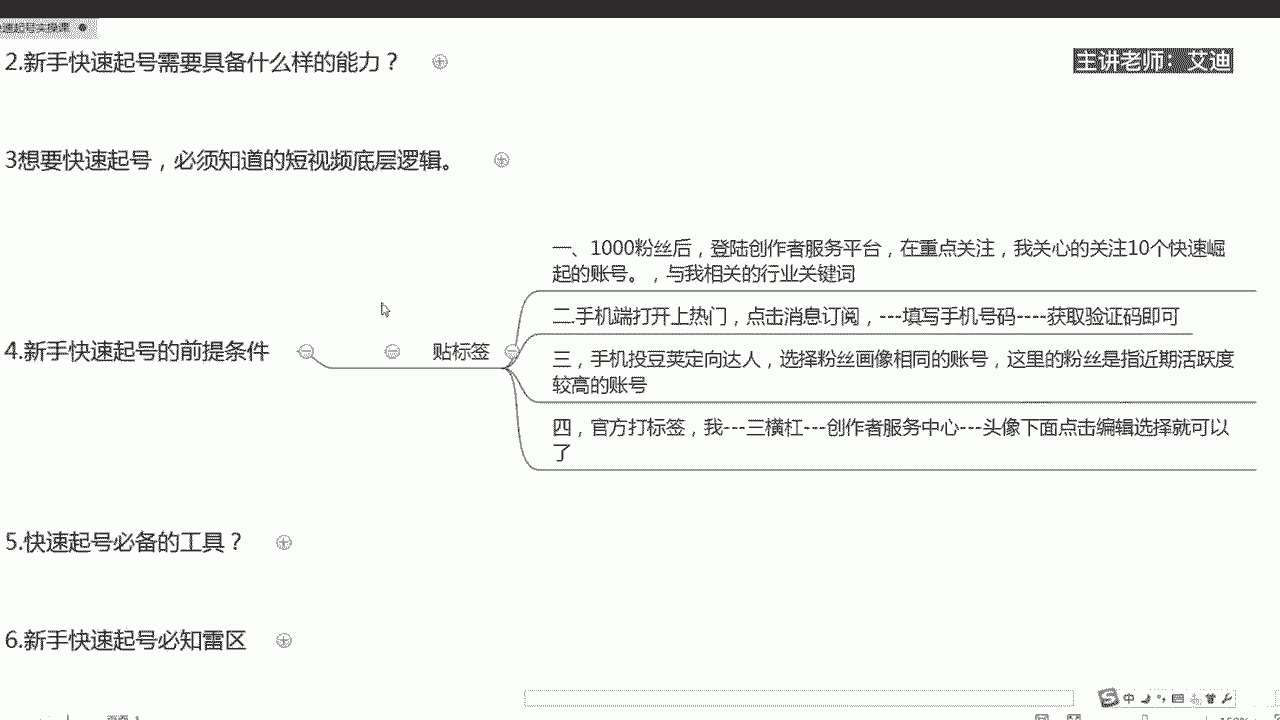 速起号实操课
2.新手快速起号需要具备什么样的能力？
主讲老师：艾迪
3想要快速起号，必须知道的短视频底层逻辑。
一、1000粉丝后，登陆创作者服务平台，在重点关注，我关心的关注10个快速崛
起的账号。，与我相关的行业关键词
二.手机端打开上热门，点击消息订阅，---填写手机号码----获取验证码即可
4.新手快速起号的前提条件
贴标签
三，手机投豆荚定向达人，选择粉丝画像相同的账号，这里的粉丝是指近期活跃度
较高的账号
四，官方打标签，我---三横杠---创作者服务中心---头像下面点击编辑选择就可以
了
5.快速起号必备的工具？
6.新手快速起号必知雷区
中